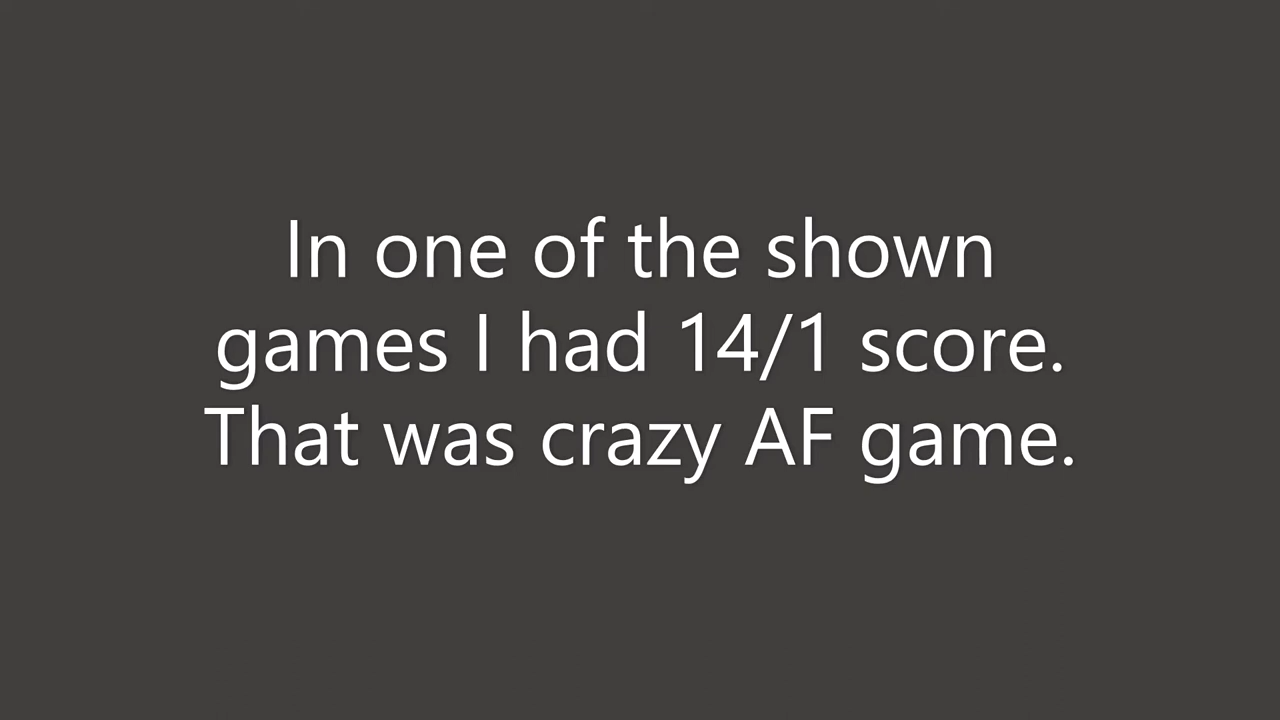 In one of the shown
games I had 14/1 score.
That was crazy AF game.